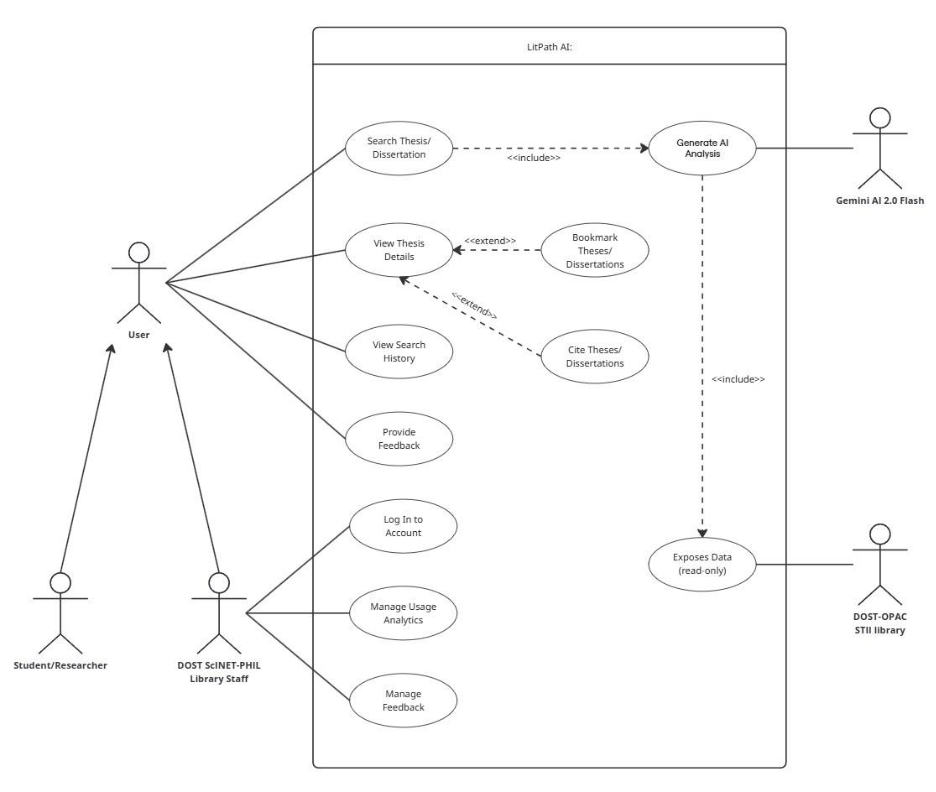 LitPath AI:
Search Thesis/
Dissertation
<<include>>
Generate AI
Analysis
Gemini AI 2.0 Flash
View Thesis
Details
<<extend>>
Bookmark
Theses/
Dissertations
<<extend>>
User
View Search
History
Cite Theses/
Dissertations
<<include>>
Provide
Feedback
Log In to
Account
Exposes Data
(read-only)
DOST-OPAC
STII library
Manage Usage
Analytics
Student/Researcher
DOST ScINET-PHIL
Library Staff
Manage
Feedback